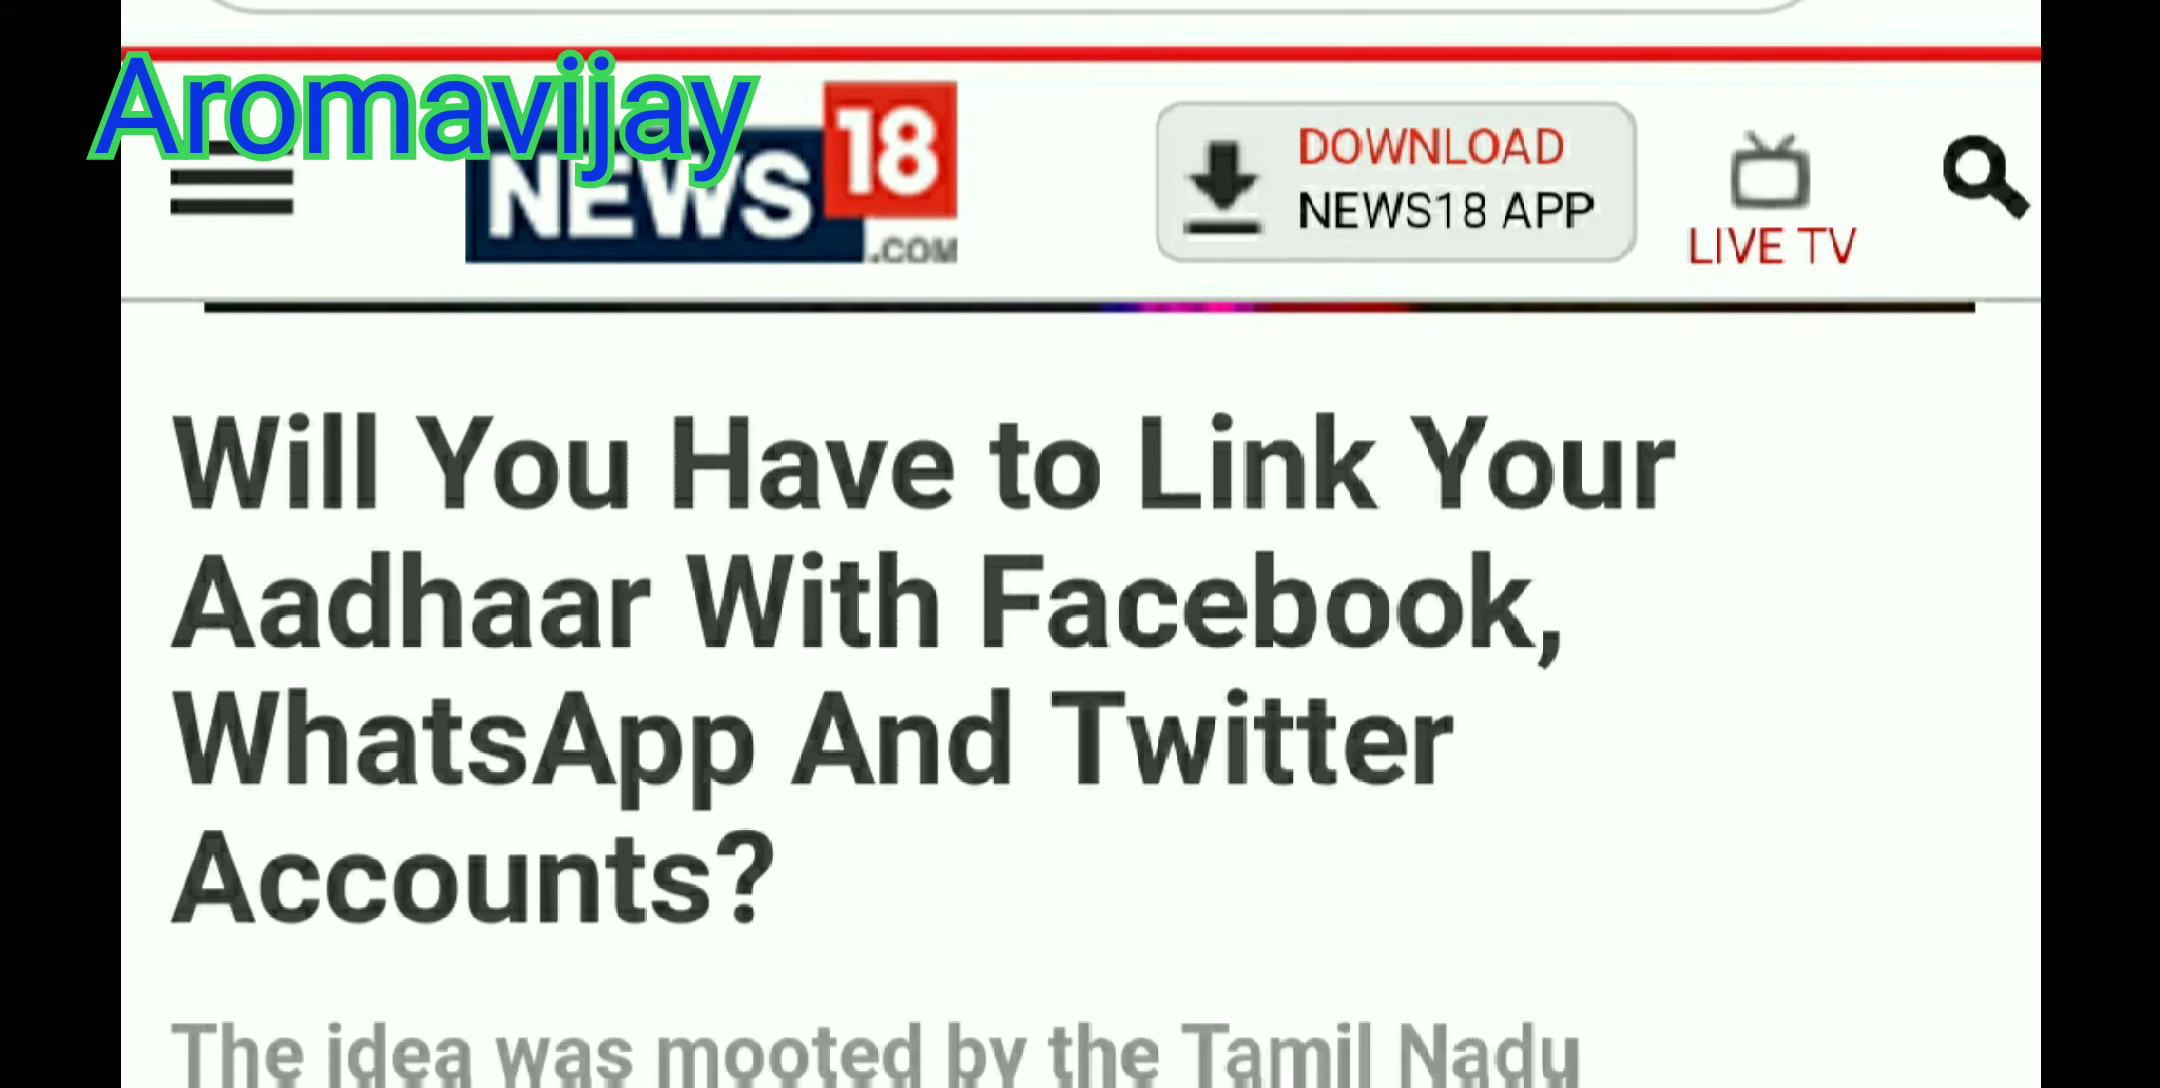 Aromavijay
NEWS 18
.COM
DOWNLOAD
NEWS18 APP
LIVE TV
Will You Have to Link Your
Aadhaar With Facebook,
WhatsApp And Twitter
Accounts?
The idea was mooted by the Tamil Nadu